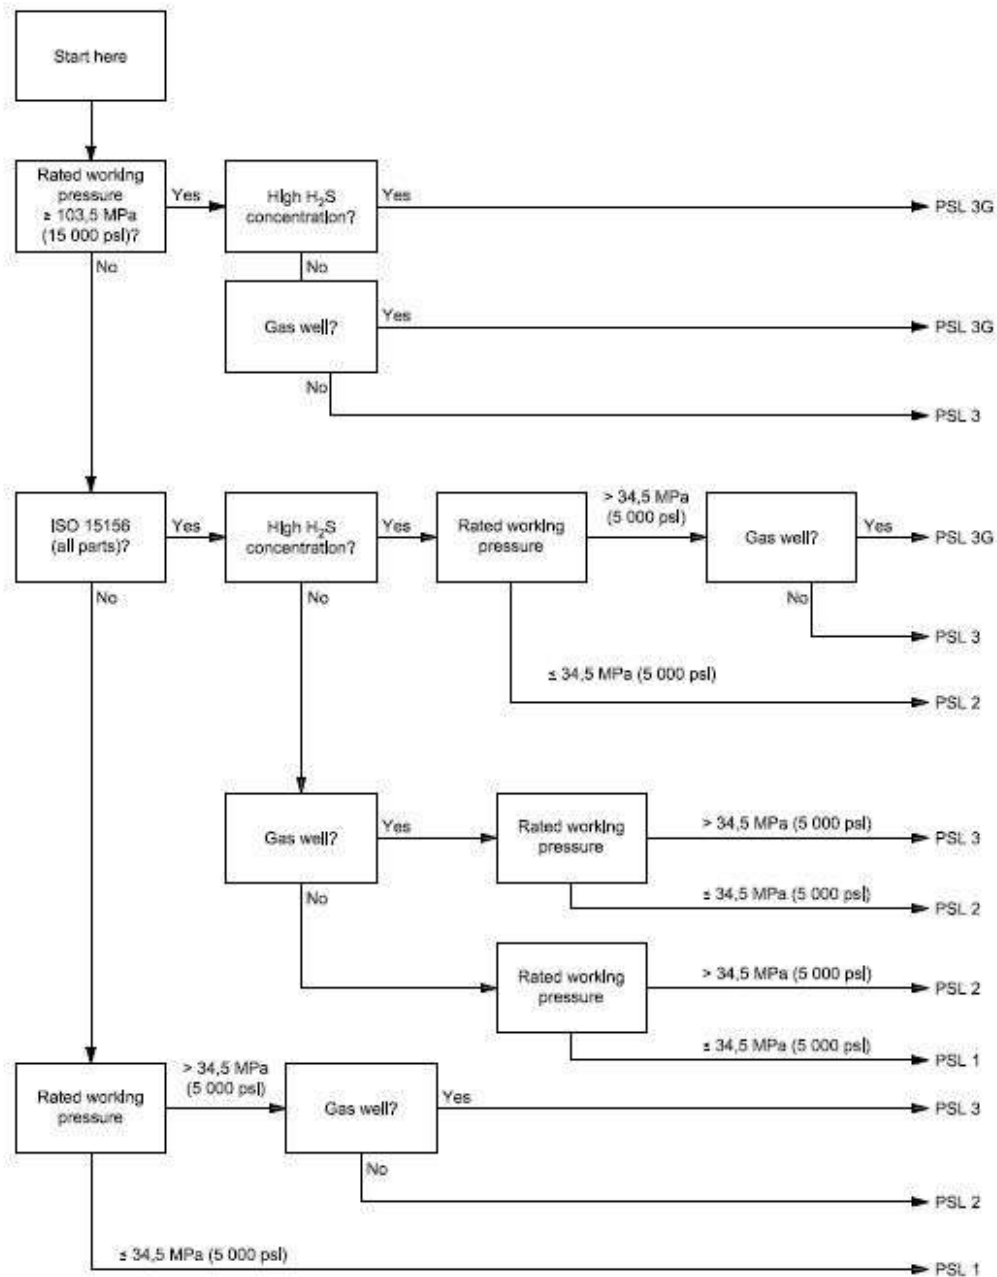 Start here
Rated working
pressure
≥ 103,5 MPa
(15 000 psi)?
Yes
High H₂S
concentration?
Yes
PSL 3G
No
No
Gas well?
Yes
PSL 3G
No
PSL 3
ISO 15156
(all parts)?
Yes
High H₂S
concentration?
Yes
Rated working
pressure
> 34,5 MPa
(5 000 psi)
Gas well?
Yes
PSL 3G
No
No
No
PSL 3
≤ 34,5 MPa (5 000 psi)
PSL 2
Gas well?
Yes
Rated working
pressure
> 34,5 MPa (5 000 psi)
PSL 3
No
≤ 34,5 MPa (5 000 psi)
PSL 2
Rated working
pressure
> 34,5 MPa (5 000 psi)
PSL 2
≤ 34,5 MPa (5 000 psi)
PSL 1
Rated working
pressure
> 34,5 MPa
(5 000 psi)
Gas well?
Yes
PSL 3
No
PSL 2
≤ 34,5 MPa (5 000 psi)
PSL 1